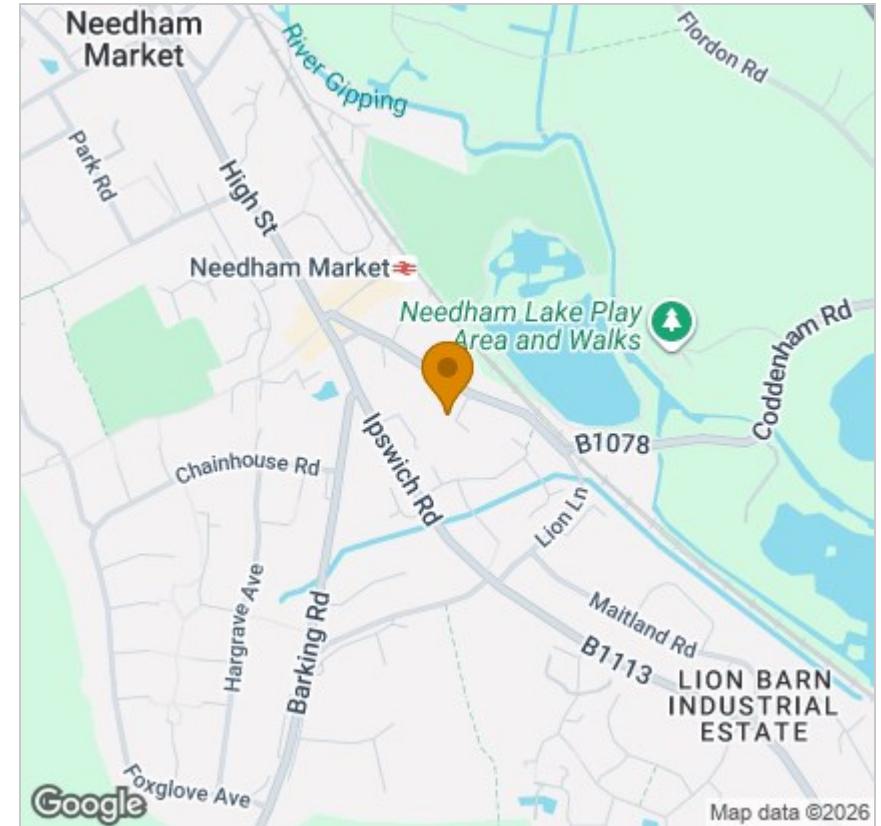 Needham
Market
River Gipping
Flordon Rd
Park Rd
High St
Needham Market
Needham Lake Play
Area and Walks
Coddenham Rd
Ipswich Rd
B1078
Chainhouse Rd
Lion Ln
Hargrave Ave
Barking Rd
Maitland Rd
B1113
LION BARN
INDUSTRIAL
ESTATE
Foxglove Ave
Google
Map data ©2026